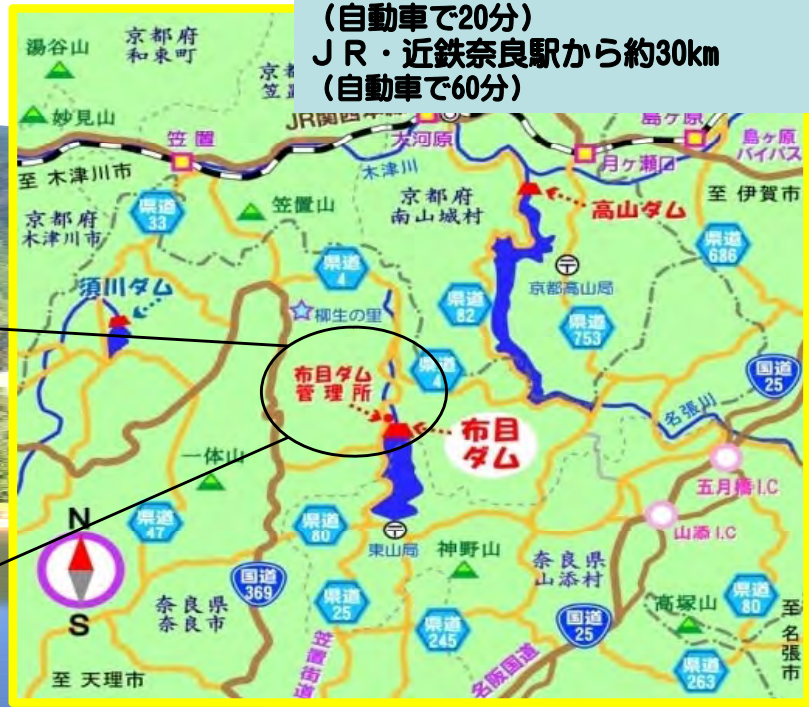 (自動車で20分)
JR・近鉄奈良駅から約30km
(自動車で60分)
湯谷山
京都府
和束町
妙見山
笠置
大河原
島ヶ原
月ヶ瀬口
島ヶ原
バイパス
至 木津川市
木津川
京都府
木津川市
県道
33
笠置山
京都府
南山城村
高山ダム
至 伊賀市
県道
686
須川ダム
県道
4
柳生の里
県道
82
京都高山局
県道
753
国道
25
布目ダム
管理所
布目
ダム
名張川
一体山
五月橋I.C
山添I.C
N
S
県道
47
県道
80
東山局
神野山
奈良県
山添村
国道
369
奈良県
奈良市
県道
25
笠置街道
県道
245
国道
25
高塚山
県道
80
至名張市
県道
263
名阪国道
至 天理市